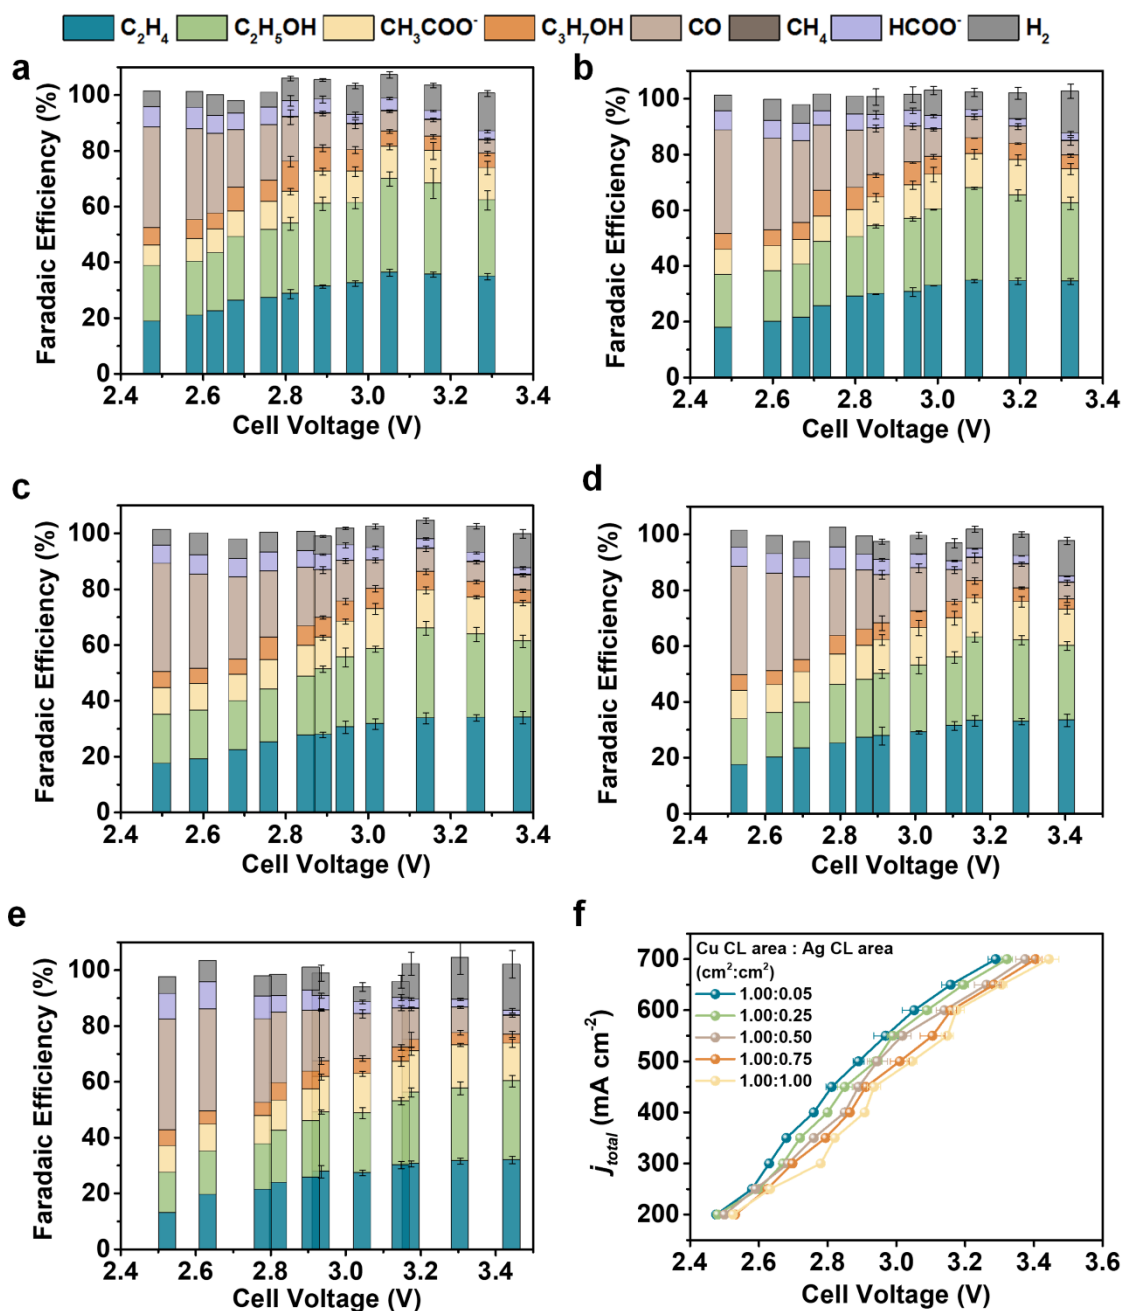 C₂H₄ C₂H₅OH CH₃COO⁻ C₃H₇OH CO CH₄ HCOO⁻ H₂
a
Faradaic Efficiency (%)
100
80
60
40
20
0
2.4 2.6 2.8 3.0 3.2 3.4
Cell Voltage (V)
b
Faradaic Efficiency (%)
100
80
60
40
20
0
2.4 2.6 2.8 3.0 3.2 3.4
Cell Voltage (V)
c
Faradaic Efficiency (%)
100
80
60
40
20
0
2.4 2.6 2.8 3.0 3.2 3.4
Cell Voltage (V)
d
Faradaic Efficiency (%)
100
80
60
40
20
0
2.4 2.6 2.8 3.0 3.2 3.4
Cell Voltage (V)
e
Faradaic Efficiency (%)
100
80
60
40
20
0
2.4 2.6 2.8 3.0 3.2 3.4
Cell Voltage (V)
f
j_total (mA cm⁻²)
700
600
500
400
300
200
Cu CL area : Ag CL area
(cm²:cm²)
1.00:0.05
1.00:0.25
1.00:0.50
1.00:0.75
1.00:1.00
2.4 2.6 2.8 3.0 3.2 3.4 3.6
Cell Voltage (V)